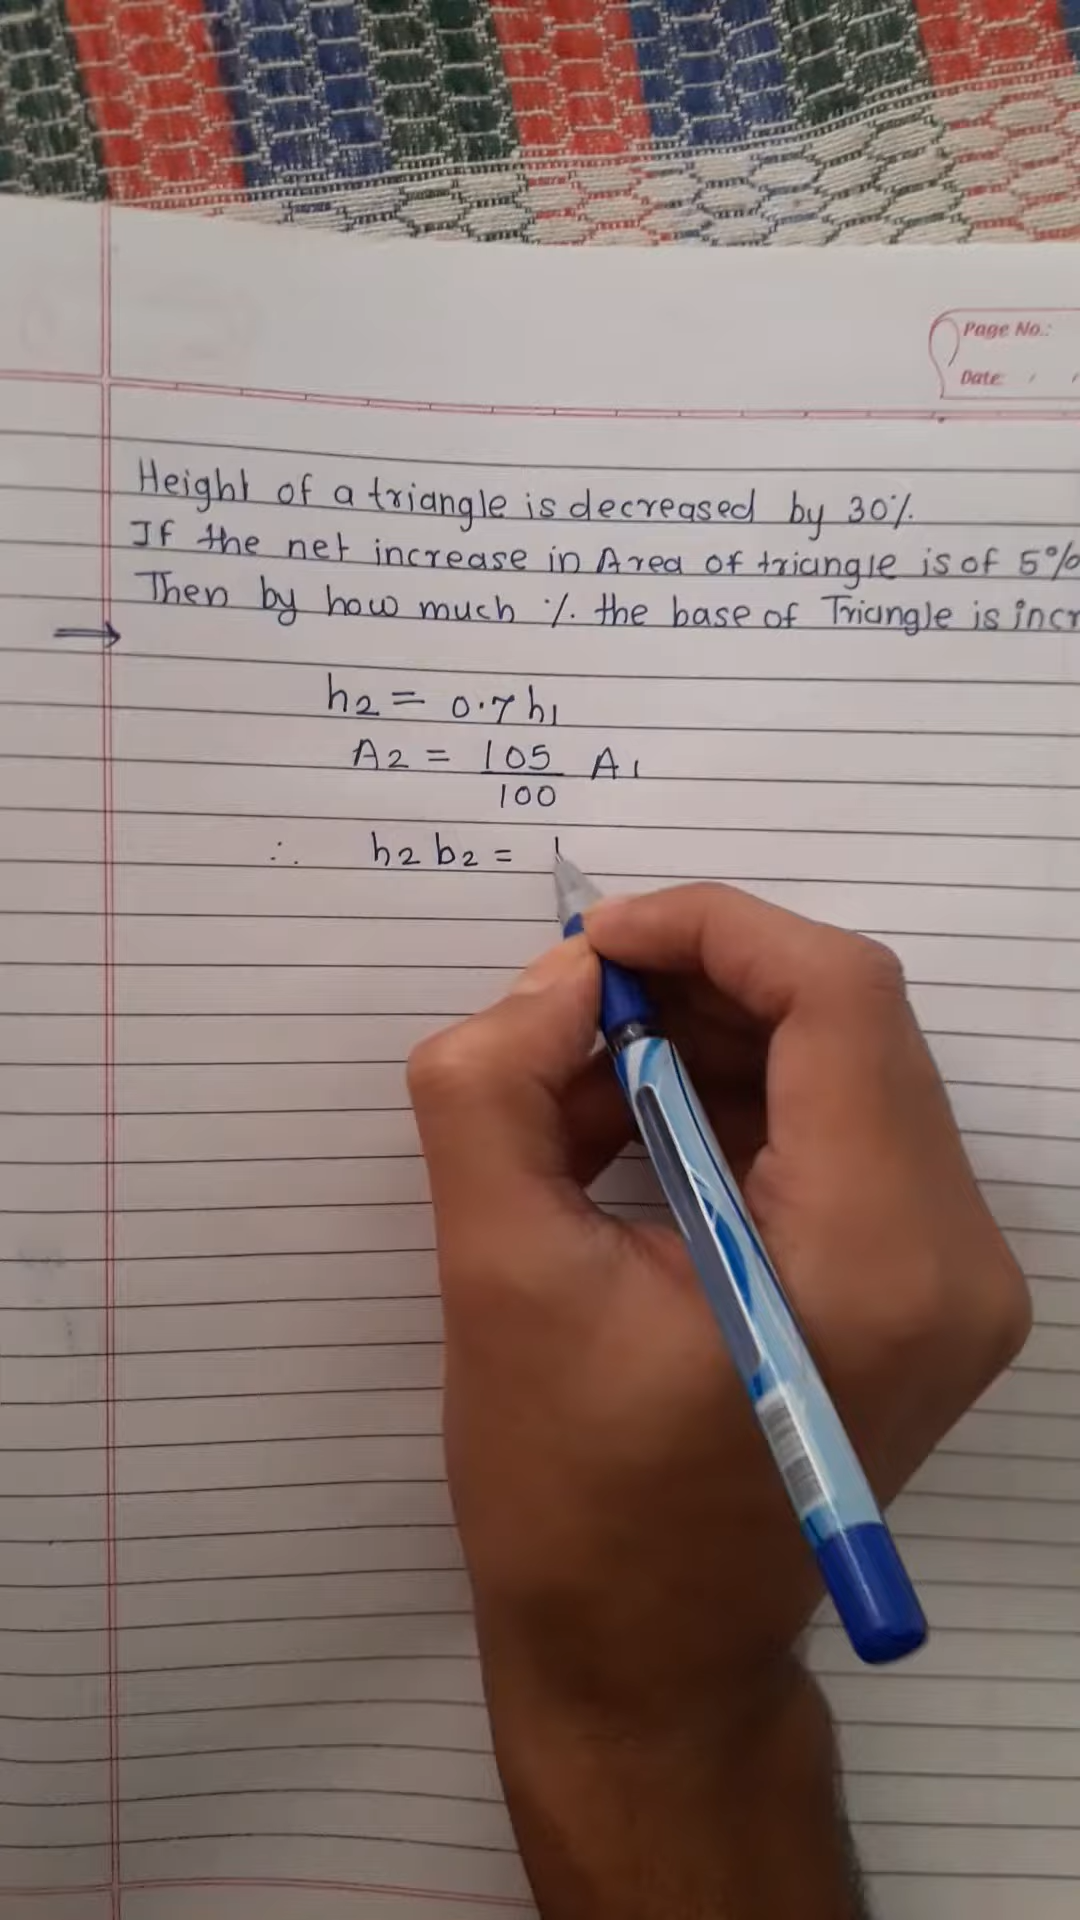 Page No.:
Date: / /
Height of a triangle is decreased by 30%.
If the net increase in Area of triangle is of 5%
Then by how much % the base of Triangle is incr
h2 = 0.7h1
A2 = 105 A1
100
∴ h2 b2 =